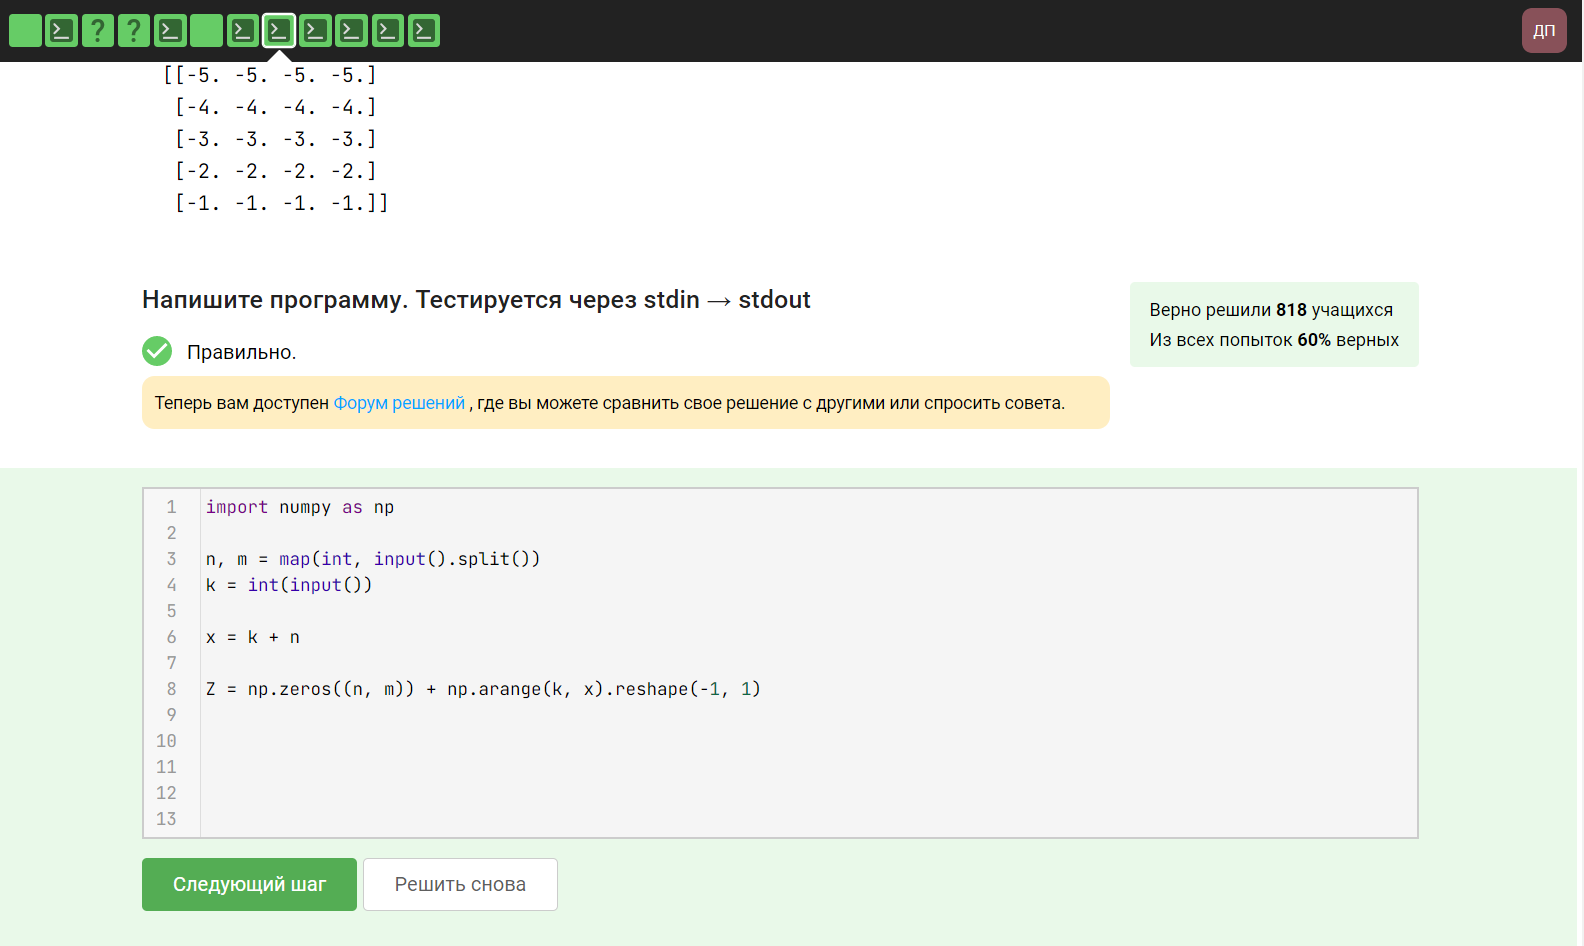 ? ?
ДП
[[-5. -5. -5. -5.]
[-4. -4. -4. -4.]
[-3. -3. -3. -3.]
[-2. -2. -2. -2.]
[-1. -1. -1. -1.]]
Напишите программу. Тестируется через stdin → stdout
Верно решили 818 учащихся
Из всех попыток 60% верных
Правильно.
Теперь вам доступен Форум решений , где вы можете сравнить свое решение с другими или спросить совета.
1 import numpy as np
2
3 n, m = map(int, input().split())
4 k = int(input())
5
6 x = k + n
7
8 Z = np.zeros((n, m)) + np.arange(k, x).reshape(-1, 1)
9
10
11
12
13
Следующий шаг
Решить снова